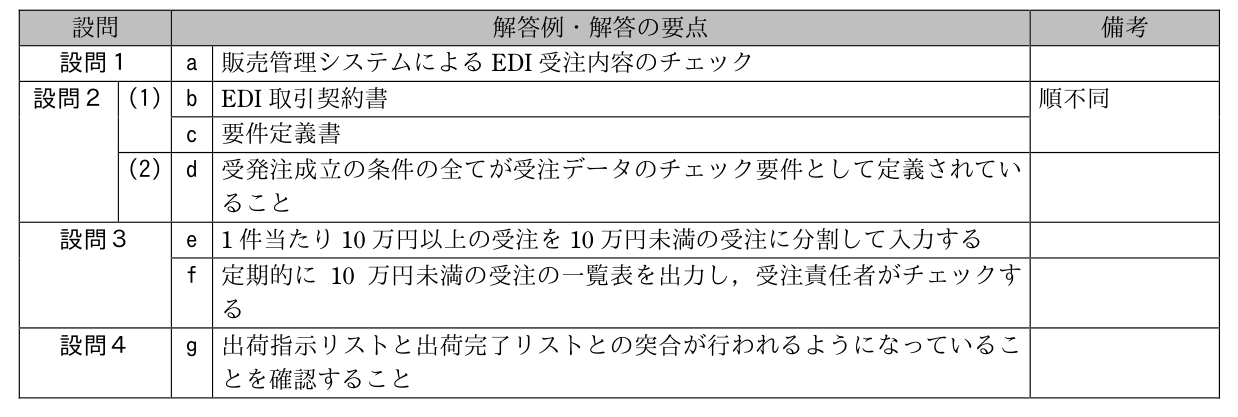 設問 解答例・解答の要点 備考
設問1 a 販売管理システムによる EDI 受注内容のチェック
設問2 (1) b EDI 取引契約書 順不同
c 要件定義書
(2) d 受発注成立の条件の全てが受注データのチェック要件として定義されてい
ること
設問3 e 1 件当たり 10 万円以上の受注を 10 万円未満の受注に分割して入力する
f 定期的に 10 万円未満の受注の一覧表を出力し，受注責任者がチェックす
る
設問4 g 出荷指示リストと出荷完了リストとの突合が行われるようになっているこ
とを確認すること